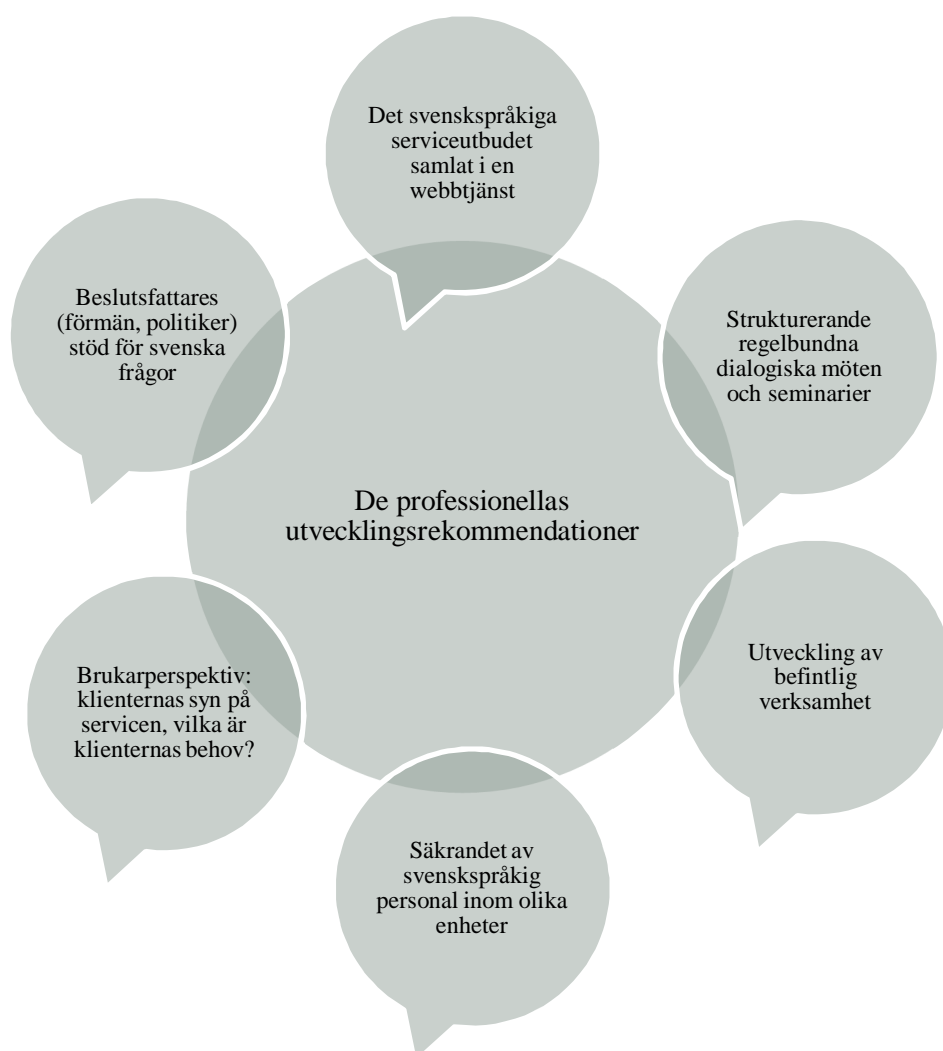 Det svenskspråkiga
serviceutbudet
samlat i en
webbtjänst
Beslutsfattares
(förmän, politiker)
stöd för svenska
frågor
Strukturerande
regelbundna
dialogiska möten
och seminarier
De professionellas
utvecklingsrekommendationer
Utveckling av
befintlig
verksamhet
Brukarperspektiv:
klienternas syn på
servicen, vilka är
klienternas behov?
Säkrandet av
svenskspråkig
personal inom olika
enheter